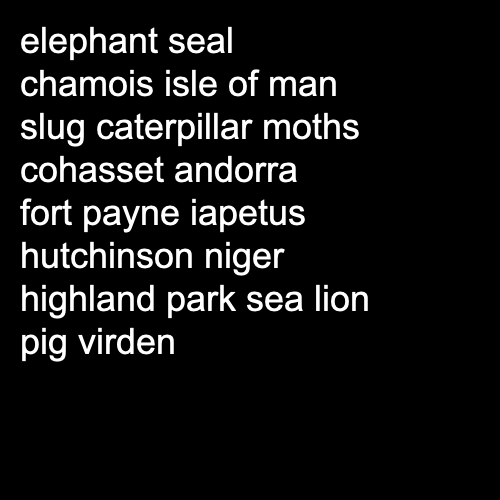 elephant seal
chamois isle of man
slug caterpillar moths
cohasset andorra
fort payne iapetus
hutchinson niger
highland park sea lion
pig virden